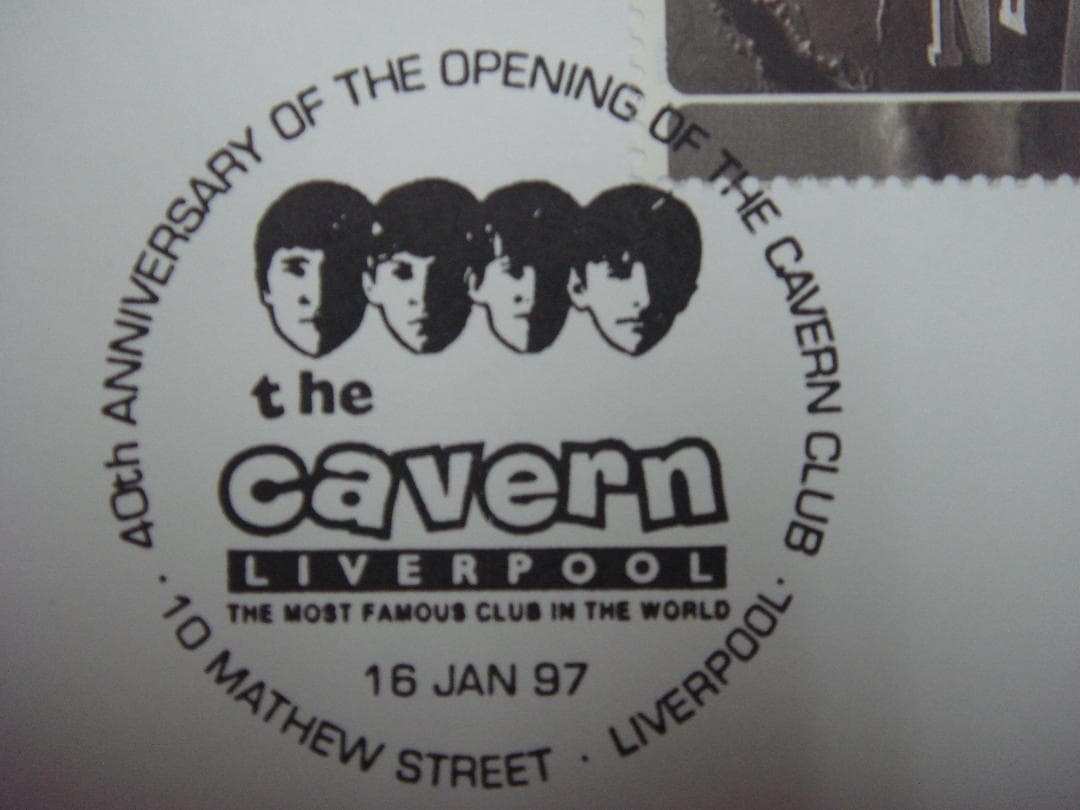 40th ANNIVERSARY OF THE OPENING OF THE CAVERN CLUB
the
cavern
LIVERPOOL
THE MOST FAMOUS CLUB IN THE WORLD
16 JAN 97
· 10 MATHEW STREET · LIVERPOOL ·